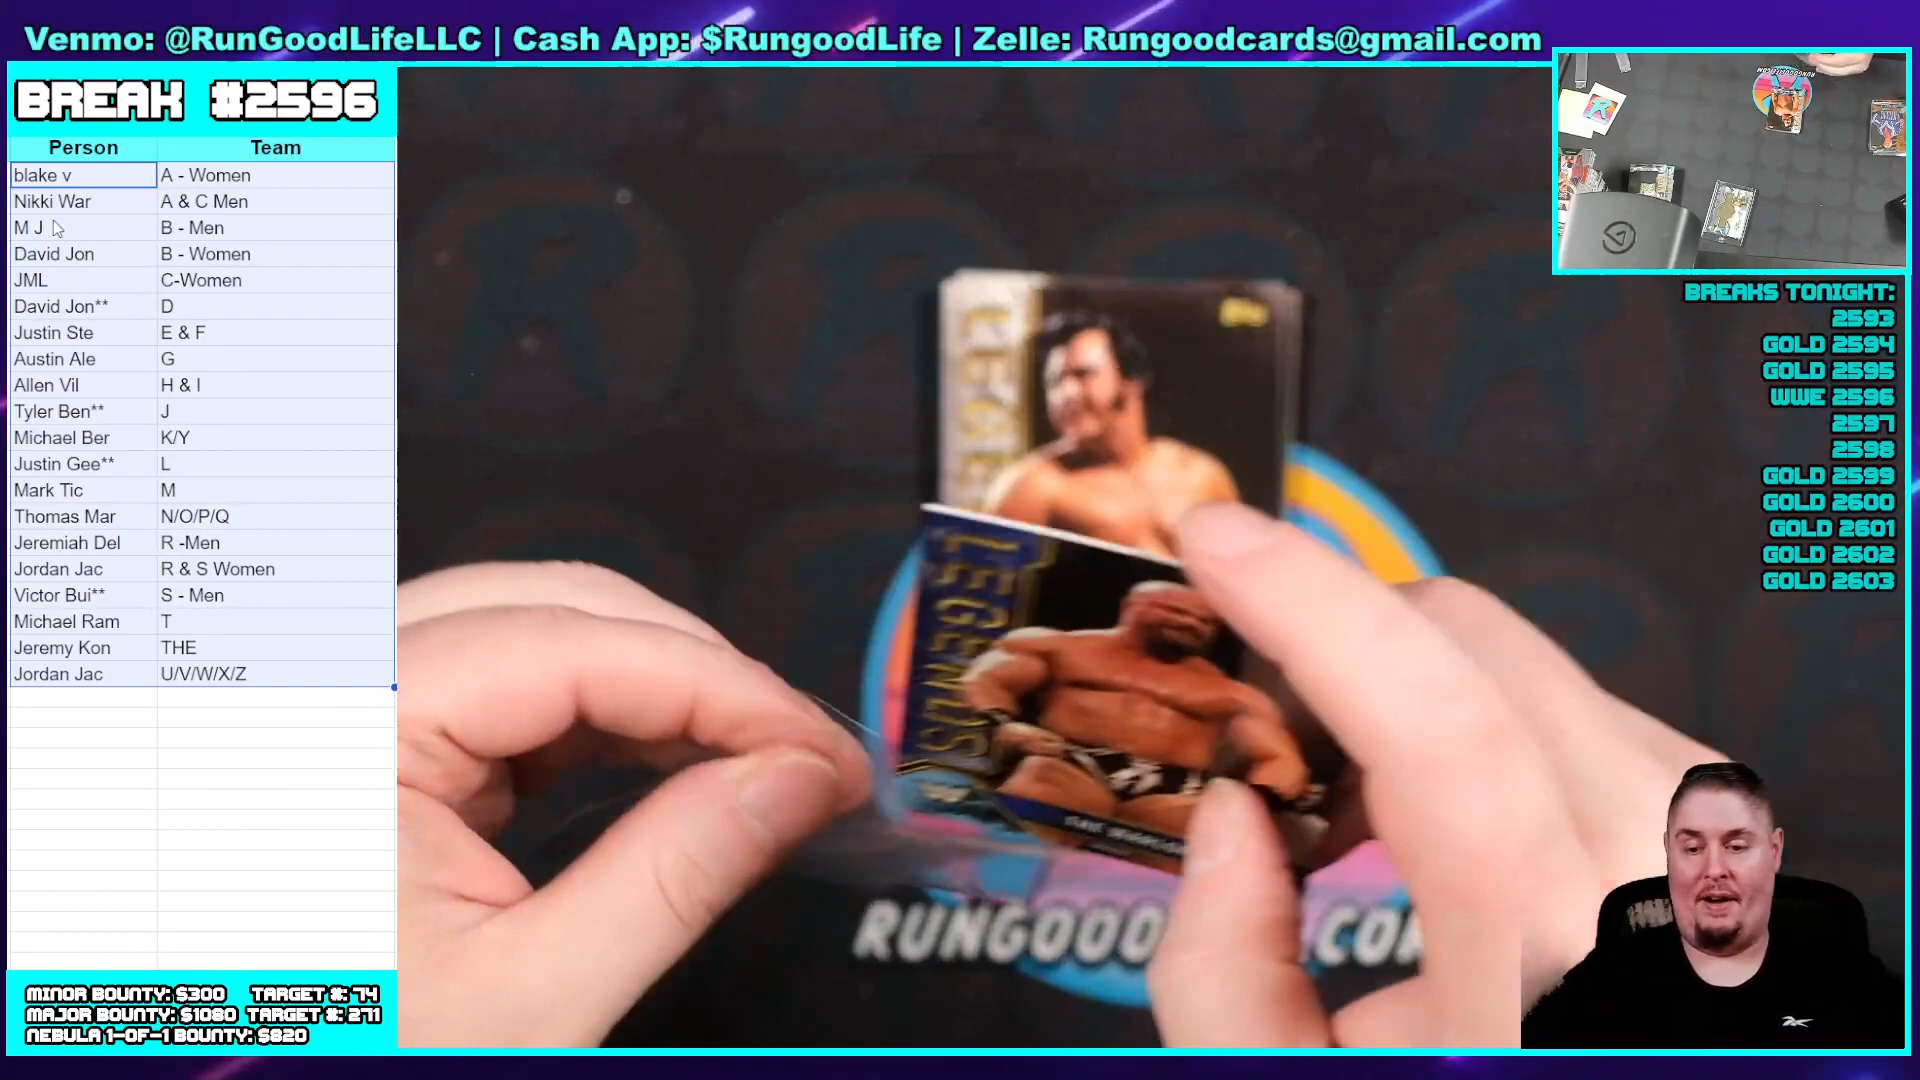 Venmo: @RunGoodLifeLLC | Cash App: $RungoodLife | Zelle: Rungoodcards@gmail.com
BREAK #2596
Person Team
blake v A - Women
Nikki War A & C Men
M J B - Men
David Jon B - Women
JML C-Women
David Jon** D
Justin Ste E & F
Austin Ale G
Allen Vil H & I
Tyler Ben** J
Michael Ber K/Y
Justin Gee** L
Mark Tic M
Thomas Mar N/O/P/Q
Jeremiah Del R -Men
Jordan Jac R & S Women
Victor Bui** S - Men
Michael Ram T
Jeremy Kon THE
Jordan Jac U/V/W/X/Z
MINOR BOUNTY: $300 TARGET #: 74
MAJOR BOUNTY: $1080 TARGET #: 271
NEBULA 1-OF-1 BOUNTY: $820
LEGE
LEGENDS
RUNGOOD
.CO
BREAKS TONIGHT:
2593
GOLD 2594
GOLD 2595
WWE 2596
2597
2598
GOLD 2599
GOLD 2600
GOLD 2601
GOLD 2602
GOLD 2603